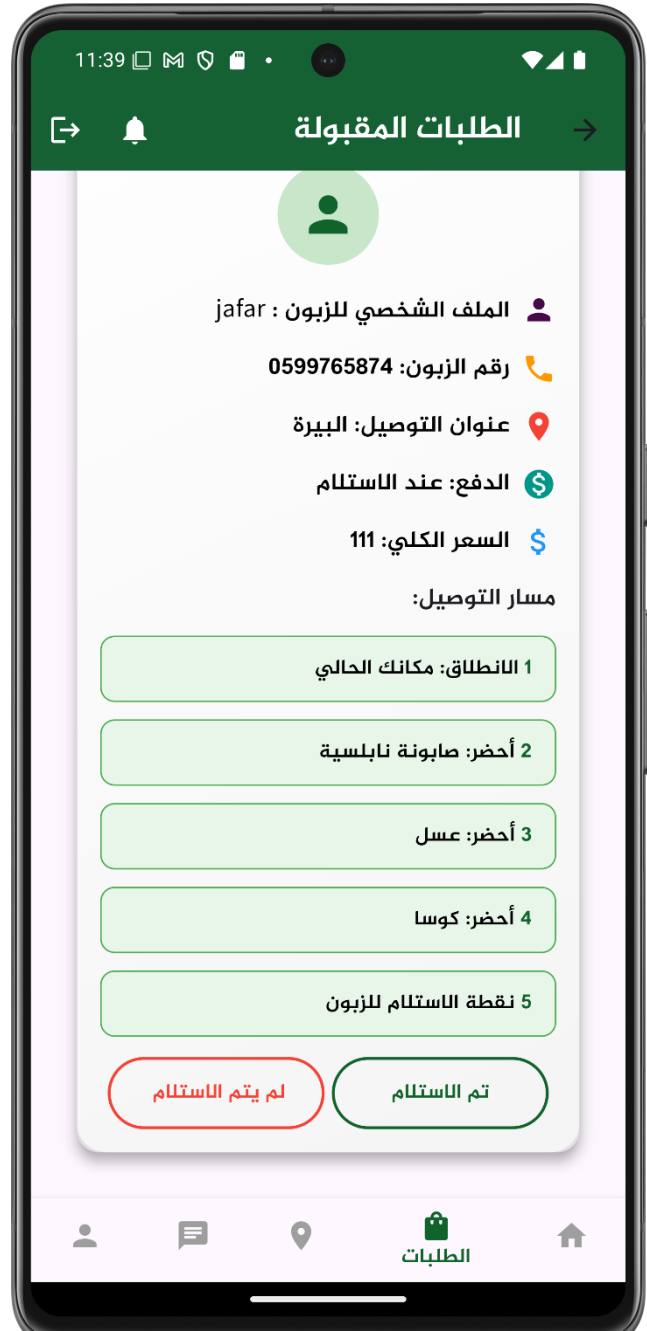 11:39
الطلبات المقبولة
الملف الشخصي للزبون : jafar
رقم الزبون: 0599765874
عنوان التوصيل: البيرة
الدفع: عند الاستلام
السعر الكلي: 111
مسار التوصيل:
1 الانطلاق: مكانك الحالي
2 أحضر: صابونة نابلسية
3 أحضر: عسل
4 أحضر: كوسا
5 نقطة الاستلام للزبون
تم الاستلام
لم يتم الاستلام
الطلبات